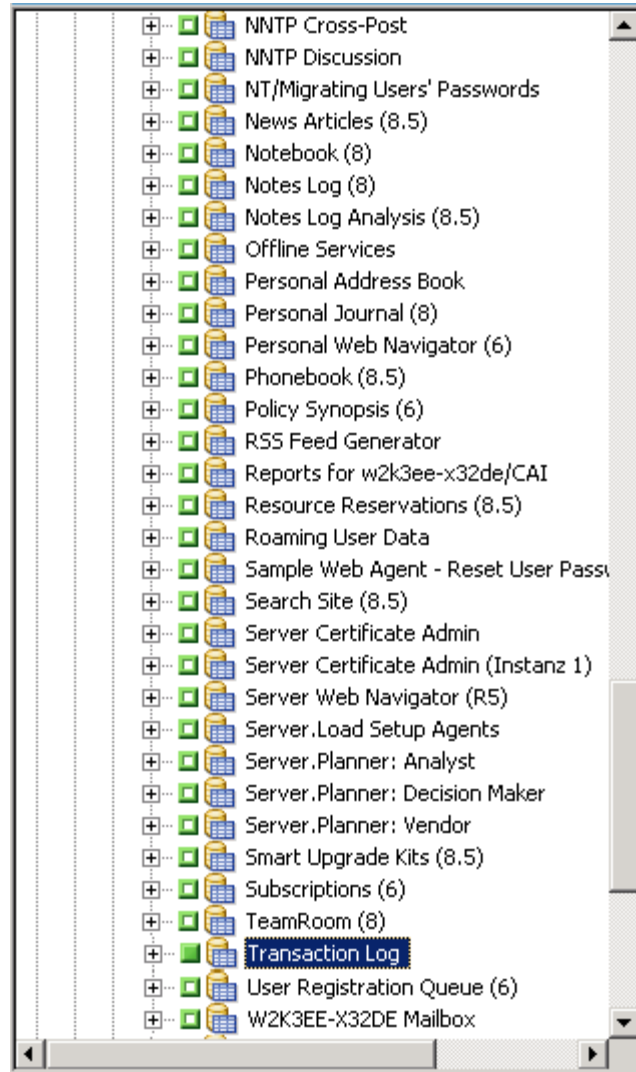 NNTP Cross-Post
NNTP Discussion
NT/Migrating Users' Passwords
News Articles (8.5)
Notebook (8)
Notes Log (8)
Notes Log Analysis (8.5)
Offline Services
Personal Address Book
Personal Journal (8)
Personal Web Navigator (6)
Phonebook (8.5)
Policy Synopsis (6)
RSS Feed Generator
Reports for w2k3ee-x32de/CAI
Resource Reservations (8.5)
Roaming User Data
Sample Web Agent - Reset User Passw
Search Site (8.5)
Server Certificate Admin
Server Certificate Admin (Instanz 1)
Server Web Navigator (R5)
Server.Load Setup Agents
Server.Planner: Analyst
Server.Planner: Decision Maker
Server.Planner: Vendor
Smart Upgrade Kits (8.5)
Subscriptions (6)
TeamRoom (8)
Transaction Log
User Registration Queue (6)
W2K3EE-X32DE Mailbox